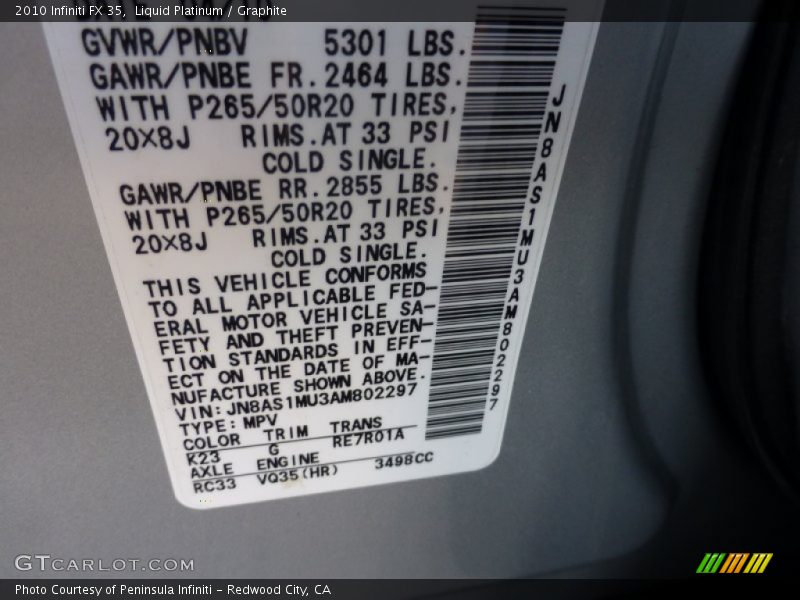 2010 Infiniti FX 35, Liquid Platinum / Graphite
GVWR/PNBV 5301 LBS.
GAWR/PNBE FR. 2464 LBS.
WITH P265/50R20 TIRES,
20X8J RIMS. AT 33 PSI
COLD SINGLE.
GAWR/PNBE RR. 2855 LBS.
WITH P265/50R20 TIRES,
20X8J RIMS. AT 33 PSI
COLD SINGLE.
THIS VEHICLE CONFORMS
TO ALL APPLICABLE FED-
ERAL MOTOR VEHICLE SA-
FETY AND THEFT PREVEN-
TION STANDARDS IN EFF-
ECT ON THE DATE OF MA-
NUFACTURE SHOWN ABOVE.
VIN: JN8AS1MU3AM802297
TYPE: MPV
COLOR TRIM TRANS
K23 G RE7R01A
AXLE ENGINE
RC33 VQ35(HR) 3498CC
JN8AS1MU3AM802297
GTCARLOT.COM
Photo Courtesy of Peninsula Infiniti – Redwood City, CA